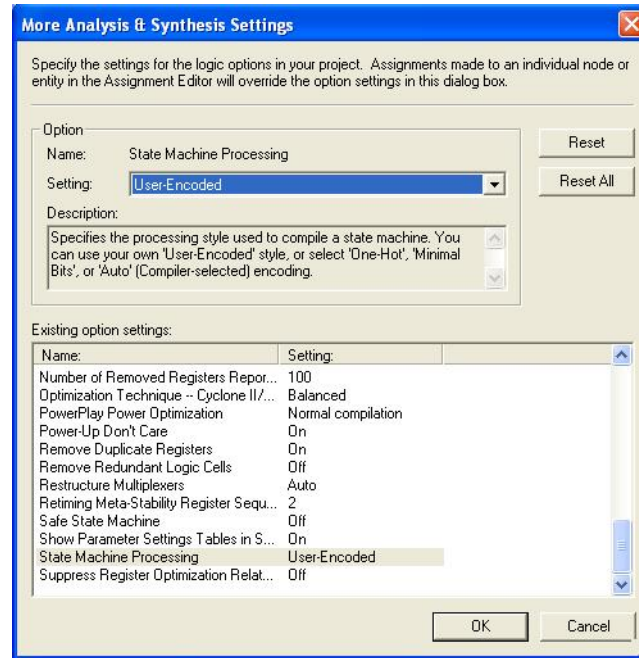 More Analysis & Synthesis Settings
Specify the settings for the logic options in your project. Assignments made to an individual node or
entity in the Assignment Editor will override the option settings in this dialog box.
Option
Name: State Machine Processing
Reset
Setting: User-Encoded
Reset All
Description:
Specifies the processing style used to compile a state machine. You
can use your own 'User-Encoded' style, or select 'One-Hot', 'Minimal
Bits', or 'Auto' (Compiler-selected) encoding.
Existing option settings:
Name: Setting:
Number of Removed Registers Repor... 100
Optimization Technique -- Cyclone II/... Balanced
PowerPlay Power Optimization Normal compilation
Power-Up Don't Care On
Remove Duplicate Registers On
Remove Redundant Logic Cells Off
Restructure Multiplexers Auto
Retiming Meta-Stability Register Sequ... 2
Safe State Machine Off
Show Parameter Settings Tables in S... On
State Machine Processing User-Encoded
Suppress Register Optimization Relat... Off
OK Cancel